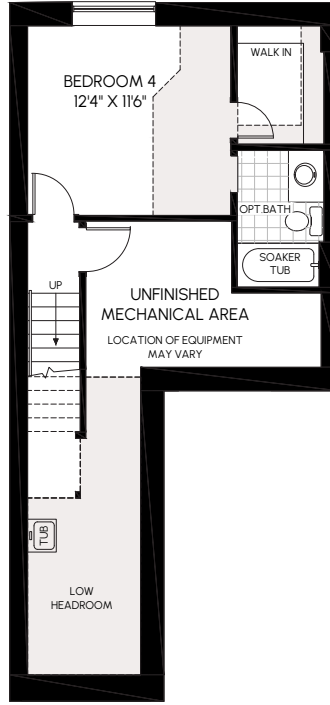 WALK IN
BEDROOM 4
12'4" X 11'6"
OPT.BATH
SOAKER
TUB
UP
UNFINISHED
MECHANICAL AREA
LOCATION OF EQUIPMENT
MAY VARY
TUB
LOW
HEADROOM